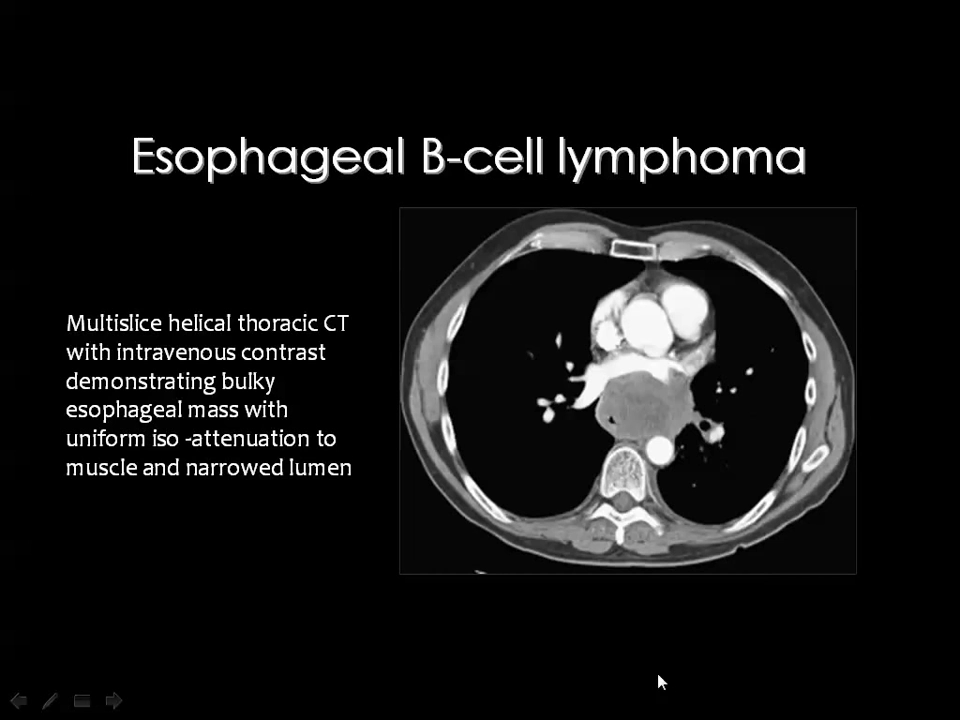 Esophageal B-cell lymphoma
Multislice helical thoracic CT
with intravenous contrast
demonstrating bulky
esophageal mass with
uniform iso -attenuation to
muscle and narrowed lumen